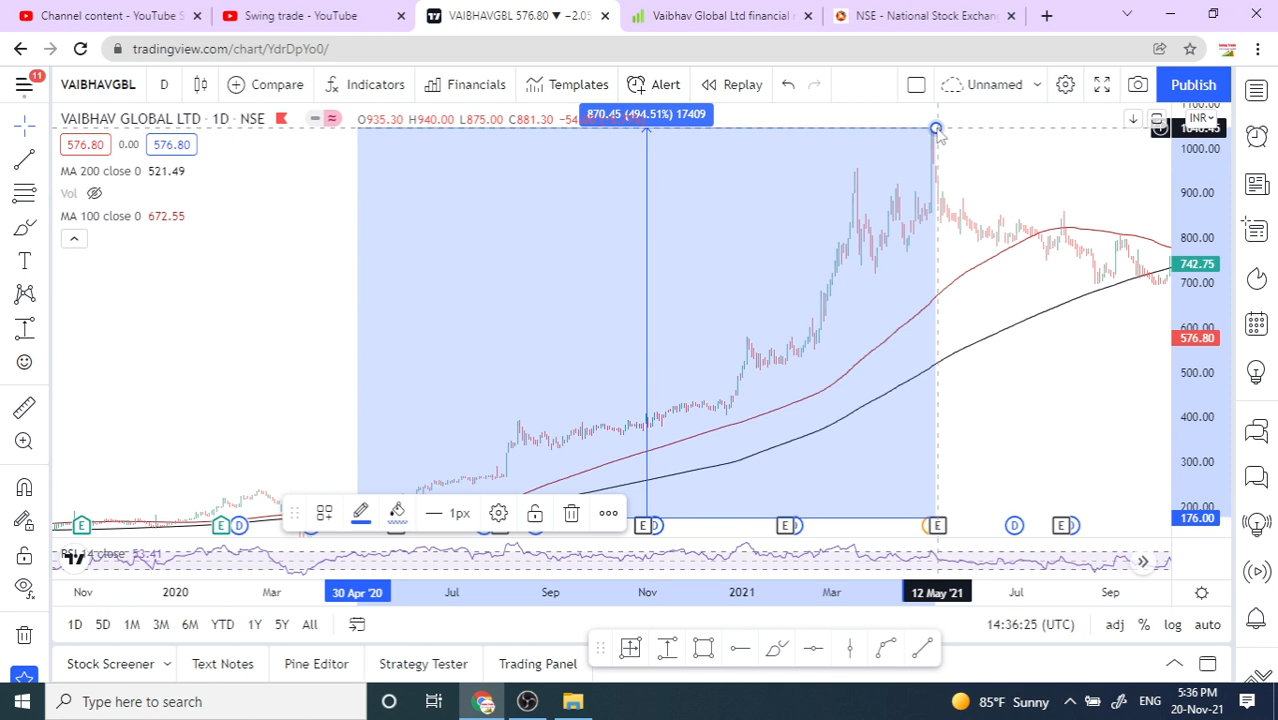 Channel content - YouTube S
Swing trade - YouTube
VAIBHAVGBL 576.80 ▼ −2.05
Vaibhav Global Ltd financial r
NSE - National Stock Exchan
tradingview.com/chart/YdrDpYo0/
11
VAIBHAVGBL
D
Compare
Indicators
Financials
Templates
Alert
Replay
Unnamed
Publish
870.45 (494.51%) 17409
VAIBHAV GLOBAL LTD · 1D · NSE
O935.30 H940.00 L875.00 C881.30
INR
576.80
0.00
576.80
MA 200 close 0 521.49
Vol
MA 100 close 0 672.55
1100.00
1046.45
1000.00
900.00
800.00
742.75
700.00
600.00
576.80
500.00
400.00
300.00
200.00
176.00
1px
E
E
D
E
D
E
E
D
E
RSI 14 close 53.41
Nov
2020
Mar
30 Apr '20
Jul
Sep
Nov
2021
Mar
12 May '21
Jul
Sep
1D
5D
1M
3M
6M
YTD
1Y
5Y
All
14:36:25 (UTC)
adj
%
log
auto
Stock Screener
Text Notes
Pine Editor
Strategy Tester
Trading Panel
Type here to search
85°F Sunny
ENG
5:36 PM
20-Nov-21